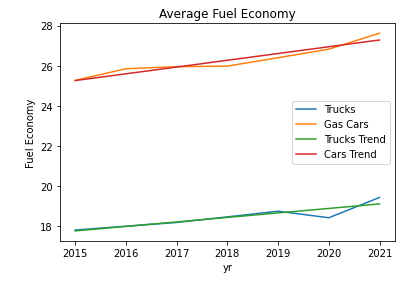 Average Fuel Economy
28
26
24
22
20
18
Fuel Economy
Trucks
Gas Cars
Trucks Trend
Cars Trend
2015 2016 2017 2018 2019 2020 2021
yr